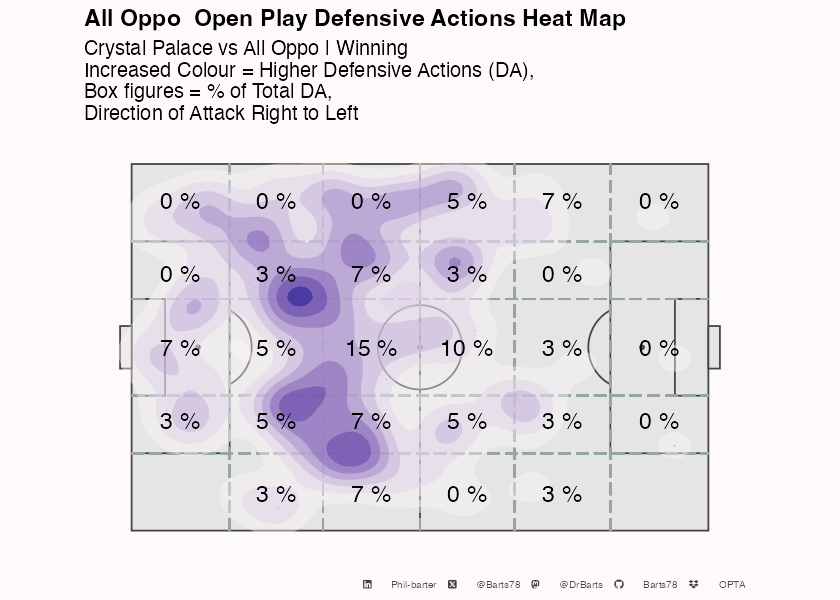 All Oppo  Open Play Defensive Actions Heat Map
Crystal Palace vs All Oppo I Winning
Increased Colour = Higher Defensive Actions (DA),
Box figures = % of Total DA,
Direction of Attack Right to Left
0 % 0 % 0 % 5 % 7 % 0 %
0 % 3 % 7 % 3 % 0 %
7 % 5 % 15 % 10 % 3 % 0 %
3 % 5 % 7 % 5 % 3 % 0 %
3 % 7 % 0 % 3 %
Phil-barter @Barts78 @DrBarts Barts78 OPTA